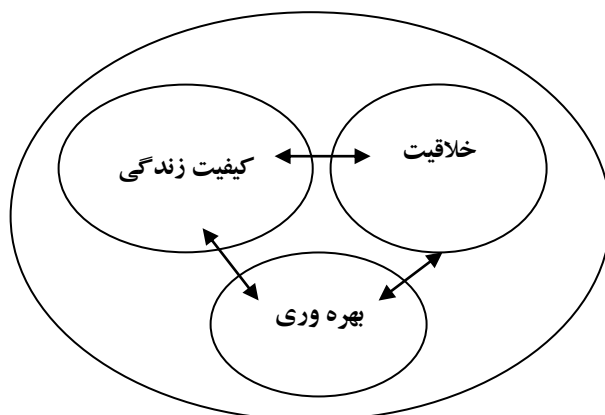 خلاقیت
کیفیت زندگی
بهره وری